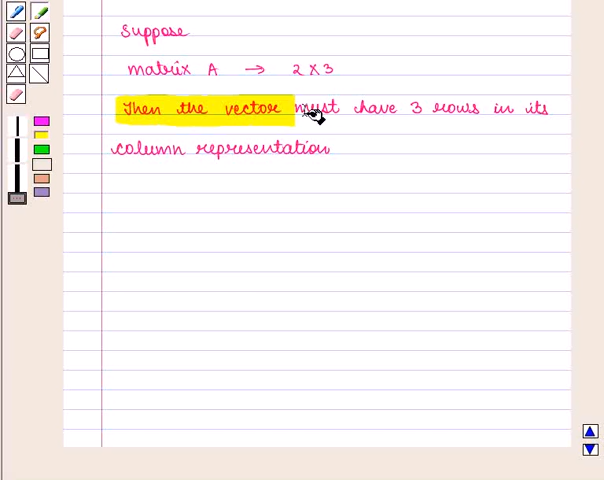 Suppose
matrix A → 2 X 3
Then the vector must have 3 rows in its
column representation